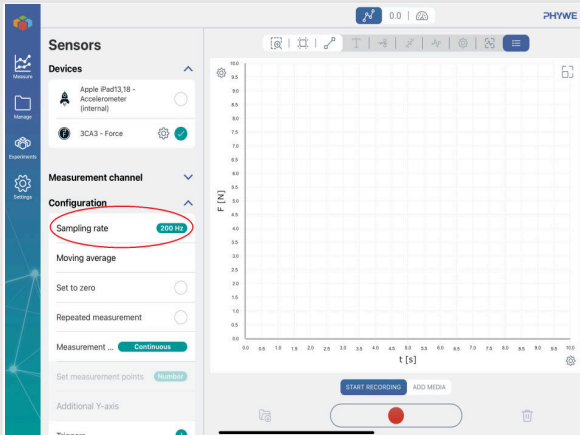 0.0
PHYWE
Measure
Manage
Experiments
Settings
Sensors
Devices
Apple iPad13,18 -
Accelerometer
(internal)
3CA3 - Force
Measurement channel
Configuration
Sampling rate
200 Hz
Moving average
Set to zero
Repeated measurement
Measurement ...
Continuous
Set measurement points
Number
Additional Y-axis
T
F [N]
10.0
9.5
9.0
8.5
8.0
7.5
7.0
6.5
6.0
5.5
5.0
4.5
4.0
3.5
3.0
2.5
2.0
1.5
1.0
0.5
0.0
0.0 0.5 1.0 1.5 2.0 2.5 3.0 3.5 4.0 4.5 5.0 5.5 6.0 6.5 7.0 7.5 8.0 8.5 9.0 9.5 10.0
t [s]
START RECORDING
ADD MEDIA